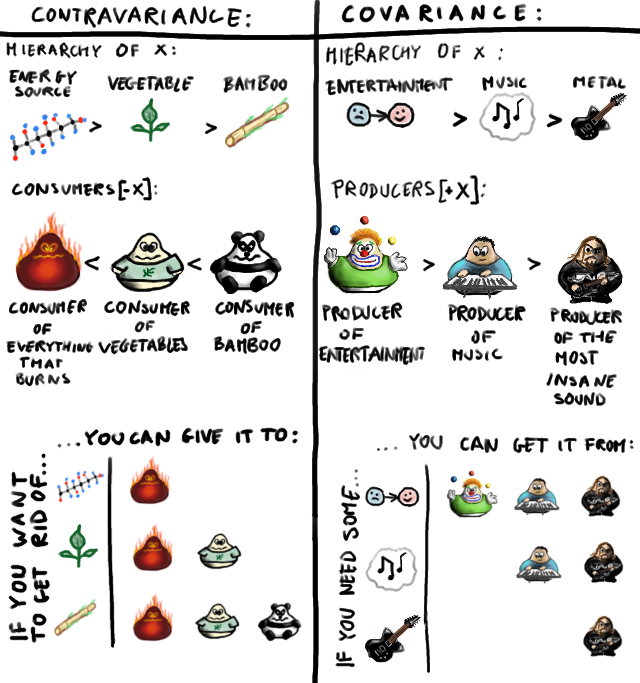 CONTRAVARIANCE:
HIERARCHY OF X:
ENERGY
SOURCE
VEGETABLE
BAMBOO
>
>
CONSUMERS[-X]:
<
<
CONSUMER
OF
EVERYTHING
THAT
BURNS
CONSUMER
OF
VEGETABLES
CONSUMER
OF
BAMBOO
...YOU CAN GIVE IT TO:
IF YOU WANT
TO GET RID OF...
COVARIANCE:
HIERARCHY OF X:
ENTERTAINMENT
MUSIC
METAL
>
>
PRODUCERS[+X]:
>
>
PRODUCER
OF
ENTERTAINMENT
PRODUCER
OF
MUSIC
PRODUCER
OF THE
MOST
INSANE
SOUND
... YOU CAN GET IT FROM:
IF YOU NEED SOME...